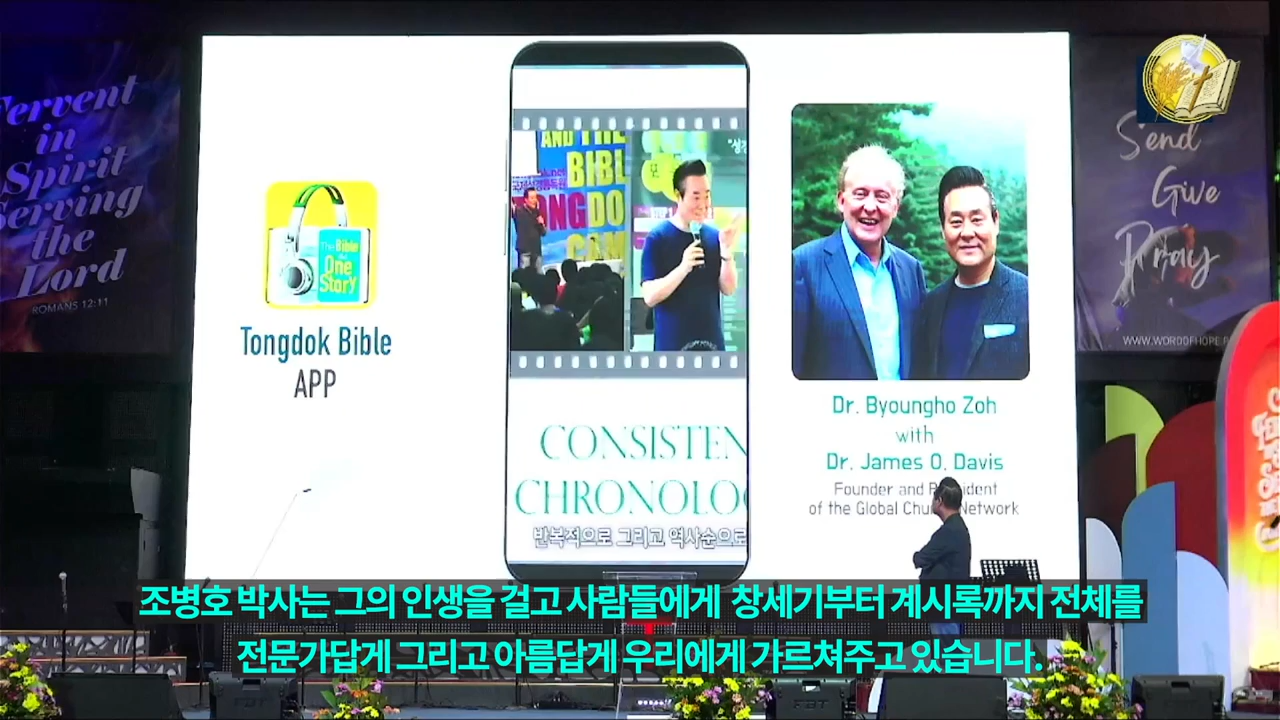 Fervent
in
Spirit
Serving
the
Lord
ROMANS 12:11
The Bible
One
Story
Tongdok Bible
APP
AND THE
BIBL
DO
CAM
CONSISTEN
CHRONOLO
반복적으로 그리고 역사순으로
Dr. Byoungho Zoh
with
Dr. James O. Davis
Founder and President
of the Global Church Network
Send
Give
Pray
조병호 박사는 그의 인생을 걸고 사람들에게 창세기부터 계시록까지 전체를
전문가답게 그리고 아름답게 우리에게 가르쳐주고 있습니다.